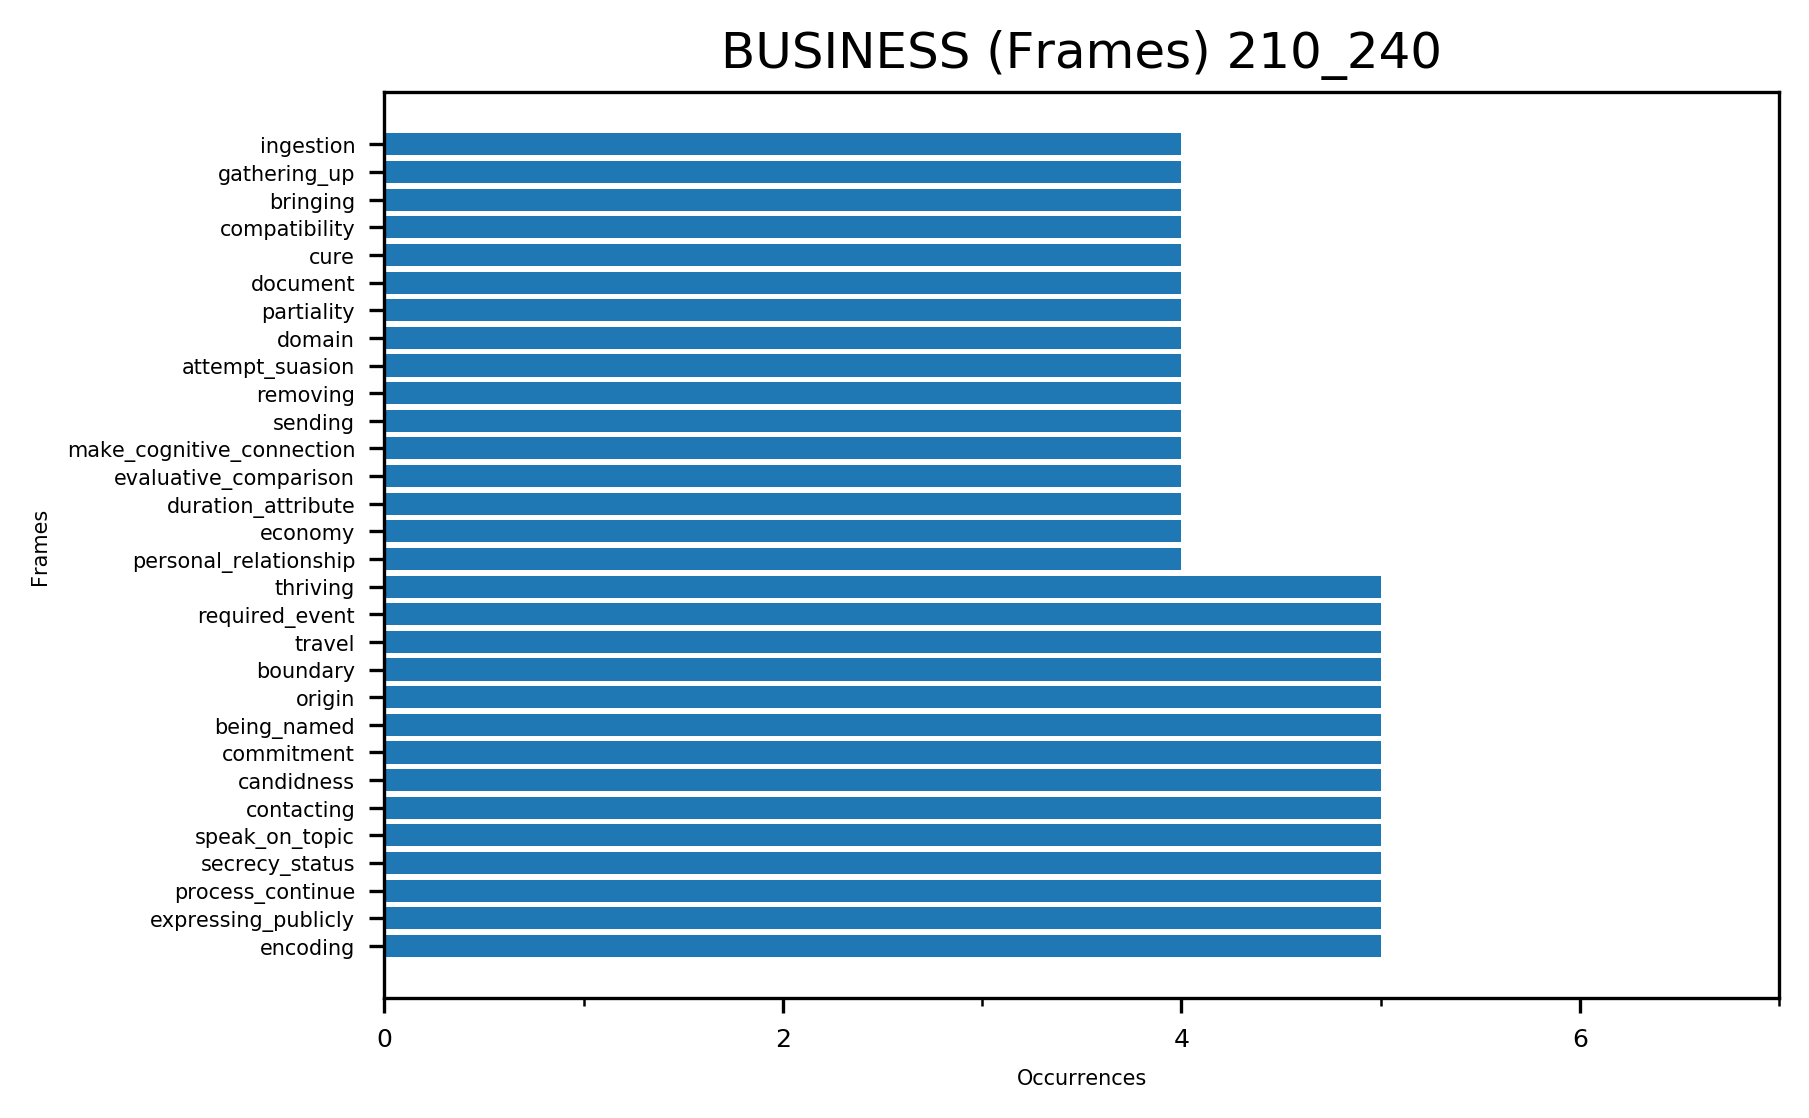 BUSINESS (Frames) 210_240
ingestion
gathering_up
bringing
compatibility
cure
document
partiality
domain
attempt_suasion
removing
sending
make_cognitive_connection
evaluative_comparison
duration_attribute
economy
personal_relationship
thriving
required_event
travel
boundary
origin
being_named
commitment
candidness
contacting
speak_on_topic
secrecy_status
process_continue
expressing_publicly
encoding
Frames
0 2 4 6
Occurrences